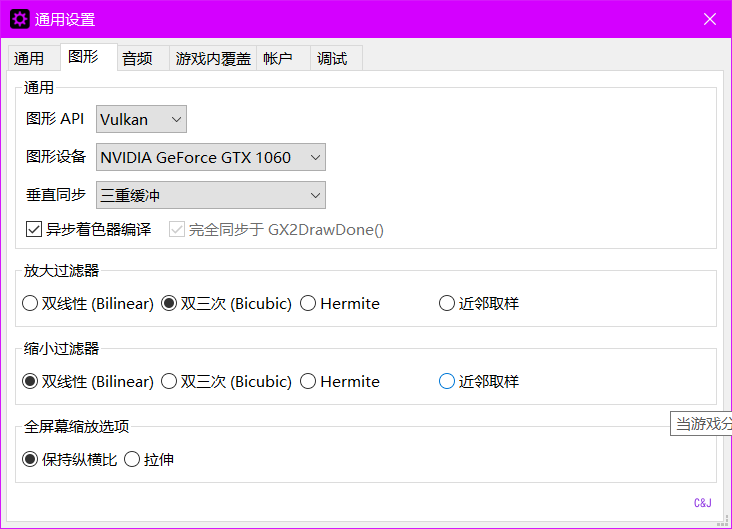 通用设置
通用 图形 音频 游戏内覆盖 帐户 调试
通用
图形 API Vulkan
图形设备 NVIDIA GeForce GTX 1060
垂直同步 三重缓冲
异步着色器编译 完全同步于 GX2DrawDone()
放大过滤器
双线性 (Bilinear) 双三次 (Bicubic) Hermite 近邻取样
缩小过滤器
双线性 (Bilinear) 双三次 (Bicubic) Hermite 近邻取样
当游戏分
全屏幕缩放选项
保持纵横比 拉伸
C&J